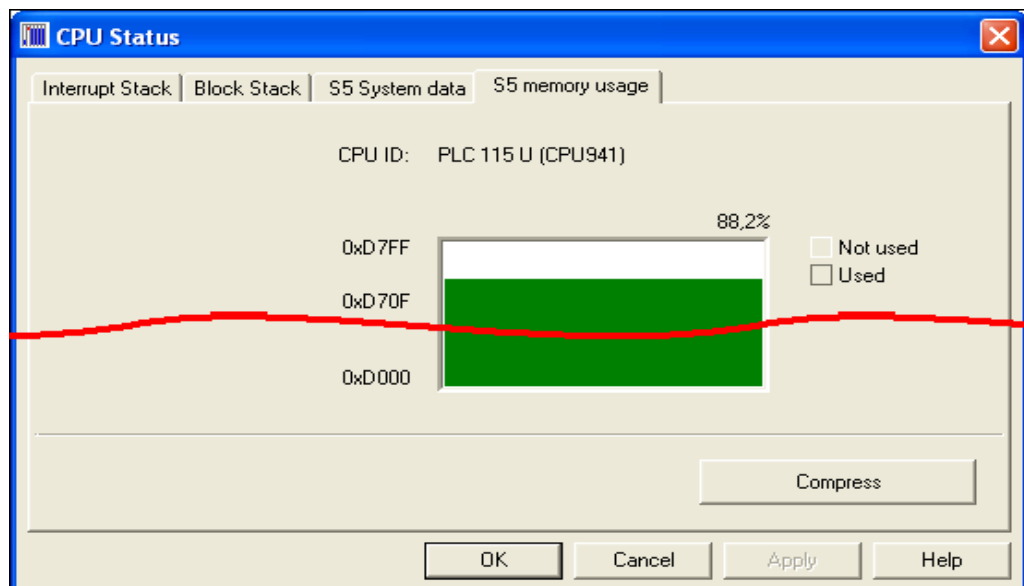 CPU Status
Interrupt Stack Block Stack S5 System data S5 memory usage
CPU ID: PLC 115 U (CPU941)
88,2%
0xD7FF
Not used
Used
0xD70F
0xD000
Compress
OK Cancel Apply Help